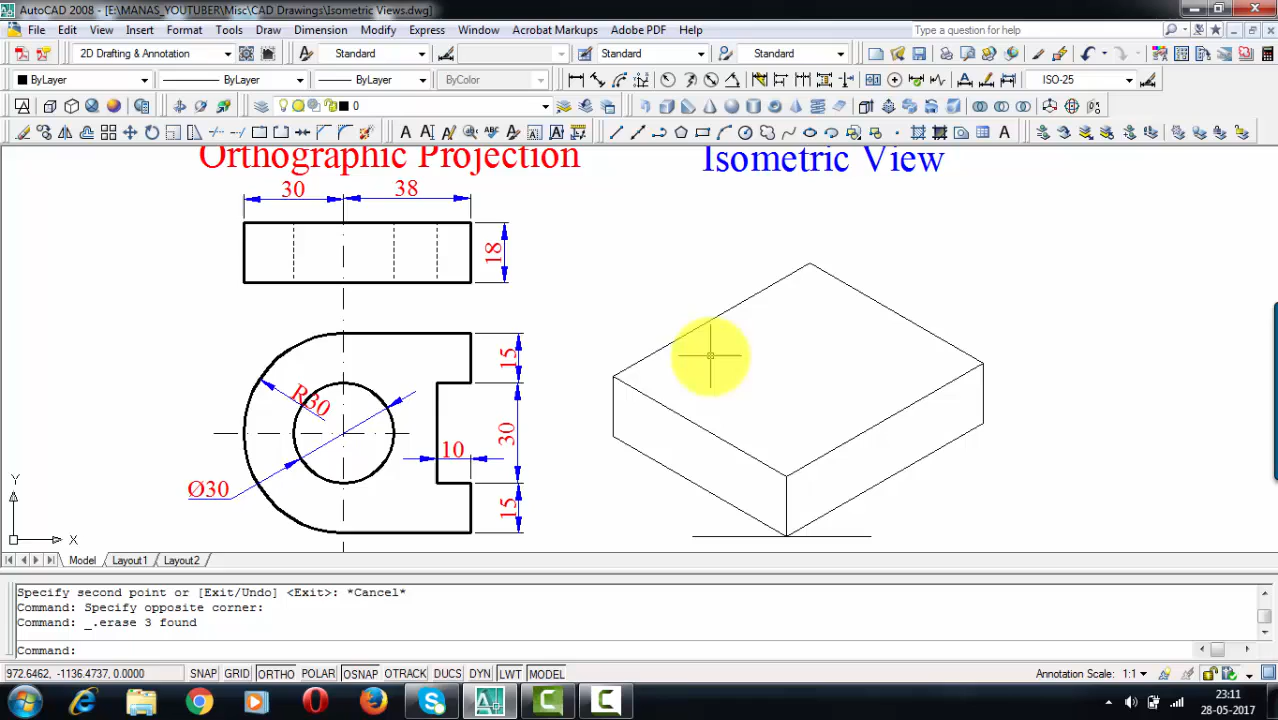 AutoCAD 2008 - [E:\MANAS_YOUTUBER\Misc\CAD Drawings\Isometric Views.dwg]
File Edit View Insert Format Tools Draw Dimension Modify Express Window Acrobat Markups Adobe PDF Help
Type a question for help
2D Drafting & Annotation Standard Standard Standard
ByLayer ByLayer ByLayer ByColor ISO-25
0
Orthographic Projection
Isometric View
30
38
18
15
R30
30
10
Ø30
15
Y
X
Model Layout1 Layout2
Specify second point or [Exit/Undo] <Exit>: *Cancel*
Command: Specify opposite corner:
Command: _.erase 3 found
Command:
972.6462, -1136.4737, 0.0000 SNAP GRID ORTHO POLAR OSNAP OTRACK DUCS DYN LWT MODEL Annotation Scale: 1:1
23:11
28-05-2017